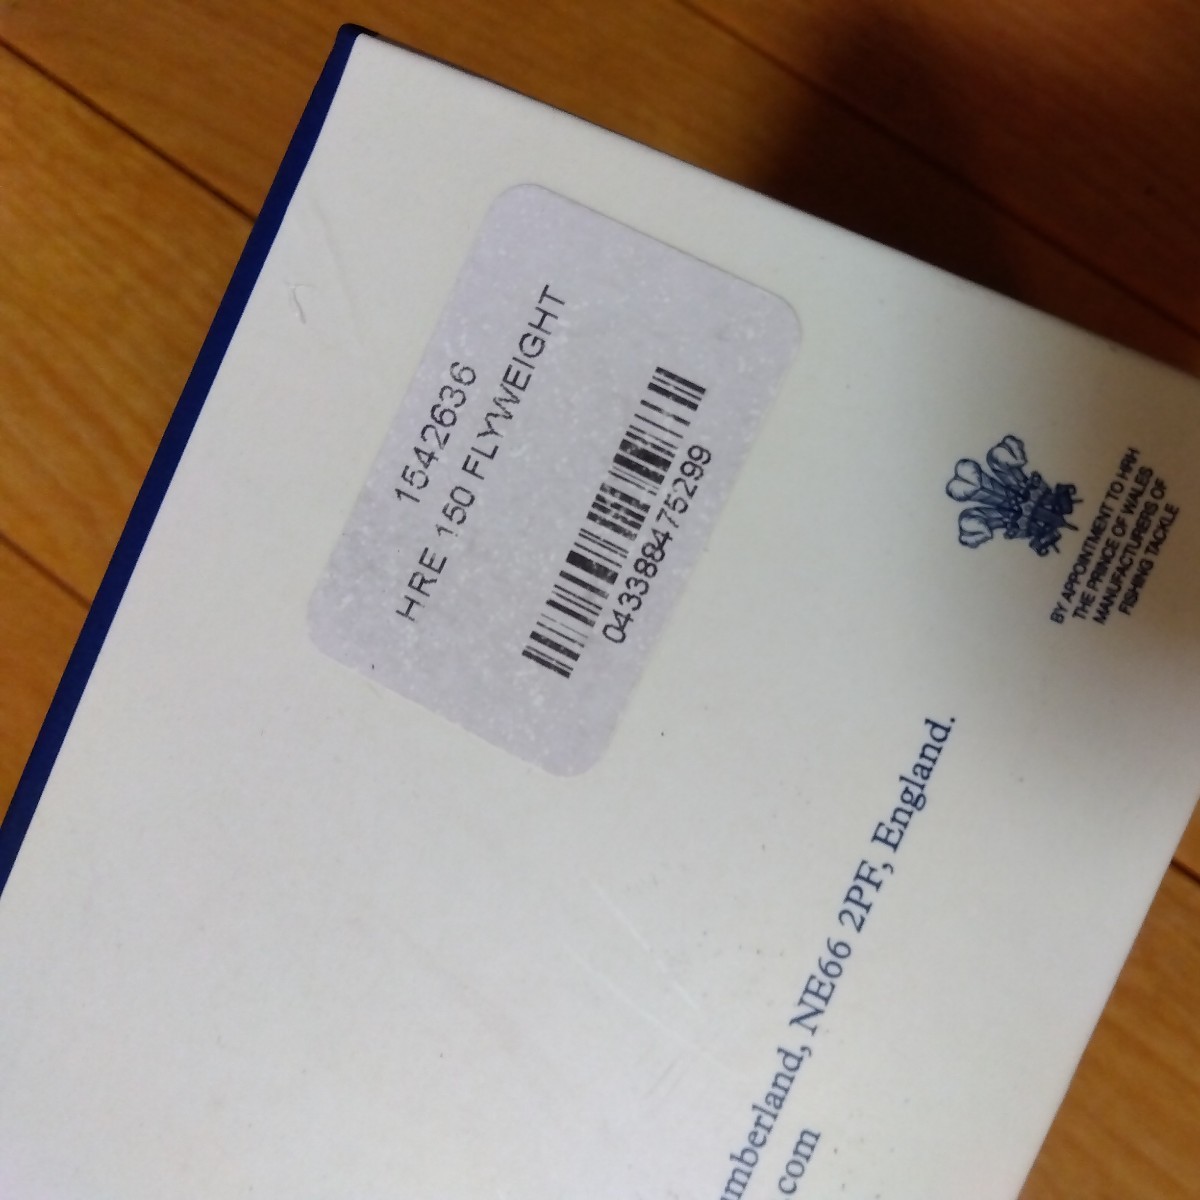 1542636
HRE 150 FLYWEIGHT
043388475299
BY APPOINTMENT TO HRH
THE PRINCE OF WALES
MANUFACTURERS OF
FISHING TACKLE
umberland, NE66 2PF, England.
.com